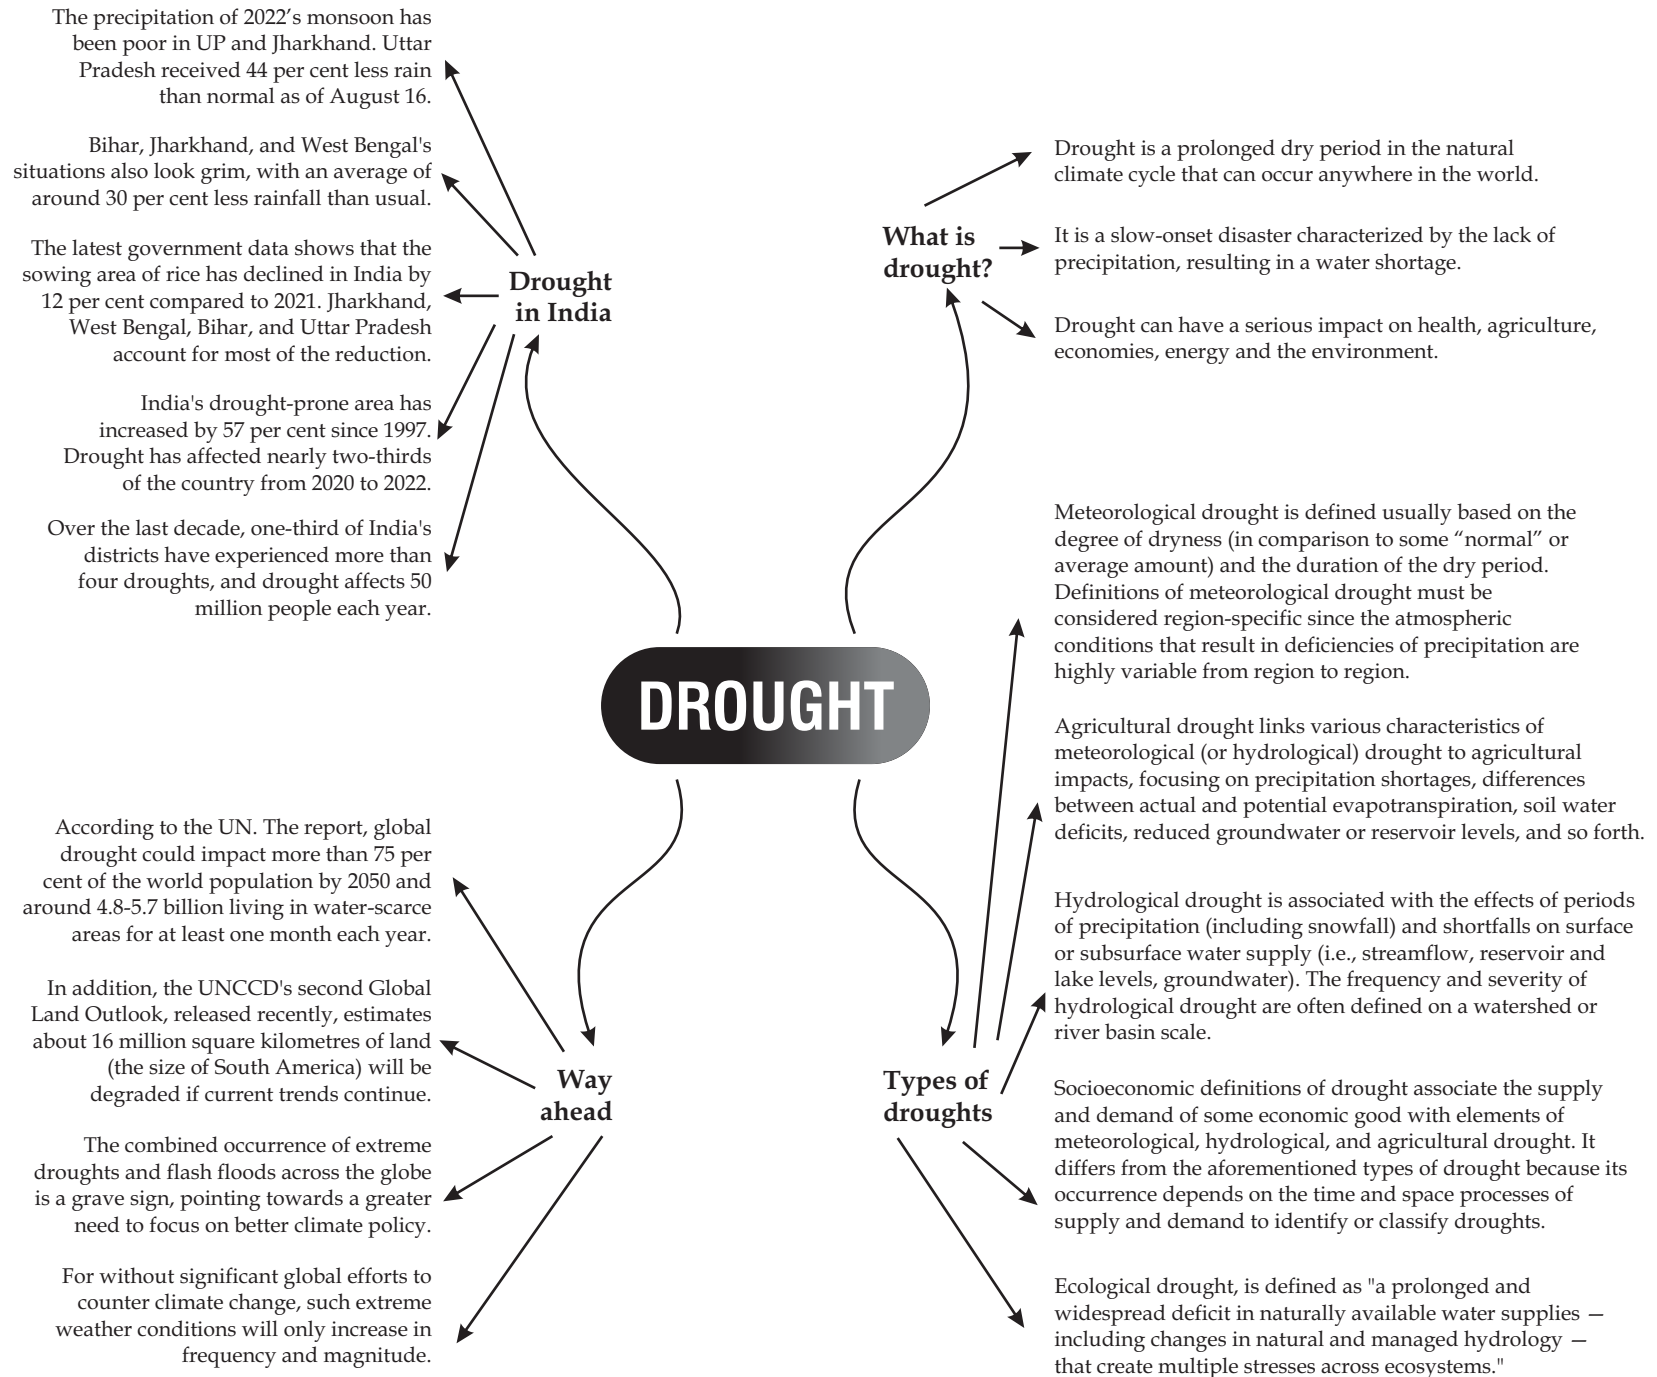 The precipitation of 2022’s monsoon has
been poor in UP and Jharkhand. Uttar
Pradesh received 44 per cent less rain
than normal as of August 16.
Bihar, Jharkhand, and West Bengal's
situations also look grim, with an average of
around 30 per cent less rainfall than usual.
The latest government data shows that the
sowing area of rice has declined in India by
12 per cent compared to 2021. Jharkhand,
West Bengal, Bihar, and Uttar Pradesh
account for most of the reduction.
India's drought-prone area has
increased by 57 per cent since 1997.
Drought has affected nearly two-thirds
of the country from 2020 to 2022.
Over the last decade, one-third of India's
districts have experienced more than
four droughts, and drought affects 50
million people each year.
Drought
in India
What is
drought?
Drought is a prolonged dry period in the natural
climate cycle that can occur anywhere in the world.
It is a slow-onset disaster characterized by the lack of
precipitation, resulting in a water shortage.
Drought can have a serious impact on health, agriculture,
economies, energy and the environment.
DROUGHT
According to the UN. The report, global
drought could impact more than 75 per
cent of the world population by 2050 and
around 4.8-5.7 billion living in water-scarce
areas for at least one month each year.
In addition, the UNCCD's second Global
Land Outlook, released recently, estimates
about 16 million square kilometres of land
(the size of South America) will be
degraded if current trends continue.
The combined occurrence of extreme
droughts and flash floods across the globe
is a grave sign, pointing towards a greater
need to focus on better climate policy.
For without significant global efforts to
counter climate change, such extreme
weather conditions will only increase in
frequency and magnitude.
Way
ahead
Types of
droughts
Meteorological drought is defined usually based on the
degree of dryness (in comparison to some “normal” or
average amount) and the duration of the dry period.
Definitions of meteorological drought must be
considered region-specific since the atmospheric
conditions that result in deficiencies of precipitation are
highly variable from region to region.
Agricultural drought links various characteristics of
meteorological (or hydrological) drought to agricultural
impacts, focusing on precipitation shortages, differences
between actual and potential evapotranspiration, soil water
deficits, reduced groundwater or reservoir levels, and so forth.
Hydrological drought is associated with the effects of periods
of precipitation (including snowfall) and shortfalls on surface
or subsurface water supply (i.e., streamflow, reservoir and
lake levels, groundwater). The frequency and severity of
hydrological drought are often defined on a watershed or
river basin scale.
Socioeconomic definitions of drought associate the supply
and demand of some economic good with elements of
meteorological, hydrological, and agricultural drought. It
differs from the aforementioned types of drought because its
occurrence depends on the time and space processes of
supply and demand to identify or classify droughts.
Ecological drought, is defined as "a prolonged and
widespread deficit in naturally available water supplies —
including changes in natural and managed hydrology —
that create multiple stresses across ecosystems."